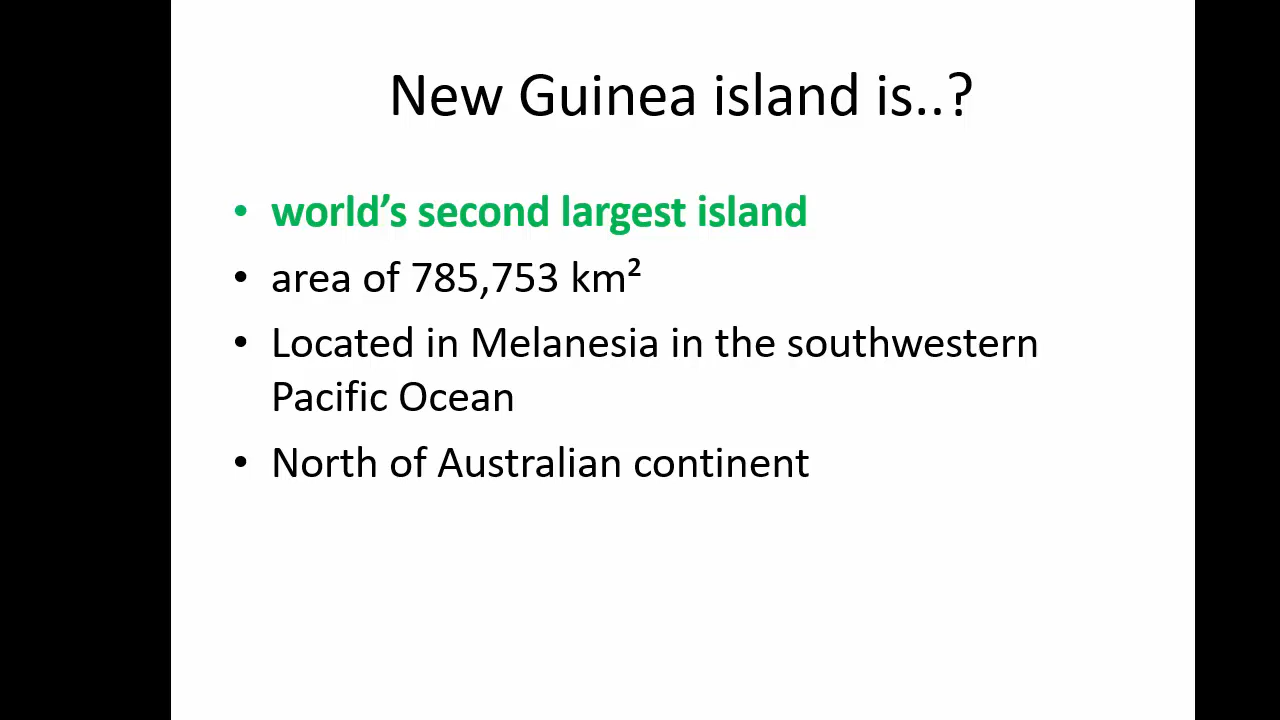 New Guinea island is..?
• world’s second largest island
• area of 785,753 km²
• Located in Melanesia in the southwestern
Pacific Ocean
• North of Australian continent